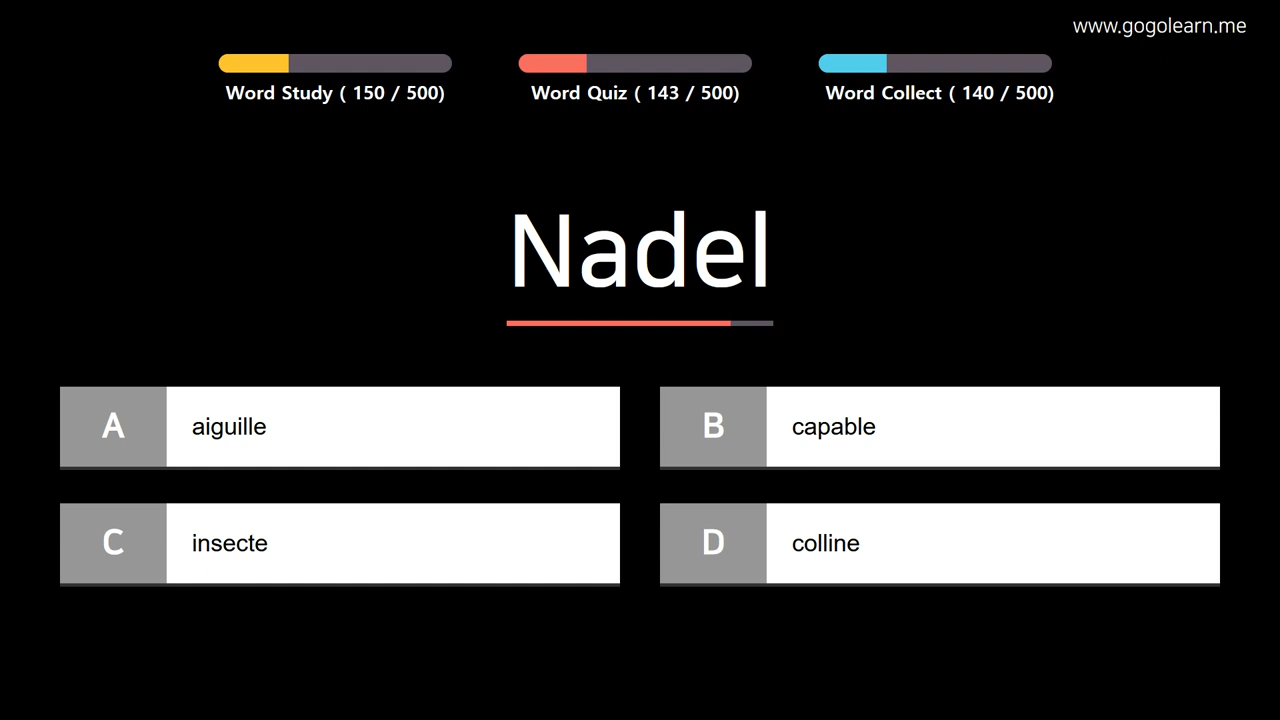 www.gogolearn.me
Word Study ( 150 / 500)
Word Quiz ( 143 / 500)
Word Collect ( 140 / 500)
Nadel
A
aiguille
B
capable
C
insecte
D
colline